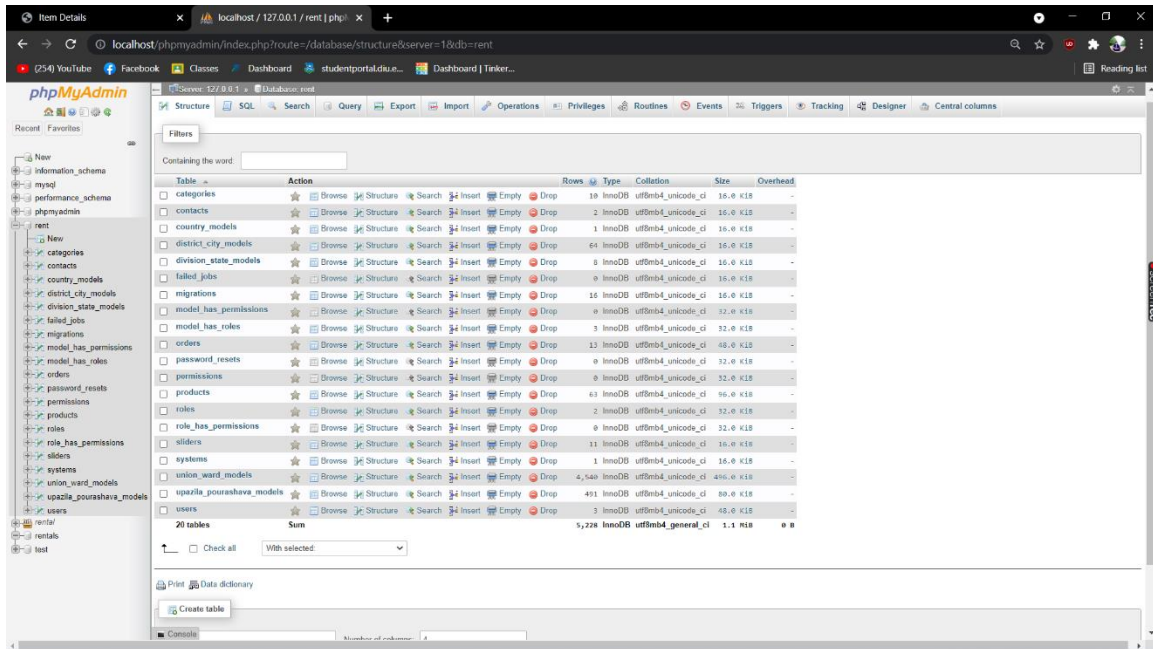 Item Details
localhost / 127.0.0.1 / rent | php
localhost/phpmyadmin/index.php?route=/database/structure&server=1&db=rent
(254) YouTube Facebook Classes Dashboard studentportal.diu.e... Dashboard | Tinker... Reading list
phpMyAdmin
Recent Favorites
New
information_schema
mysql
performance_schema
phpmyadmin
rent
New
categories
contacts
country_models
district_city_models
division_state_models
failed_jobs
migrations
model_has_permissions
model_has_roles
orders
password_resets
permissions
products
roles
role_has_permissions
sliders
systems
union_ward_models
upazila_pourashava_models
users
rental
rentals
test
Server: 127.0.0.1 » Database: rent
Structure SQL Search Query Export Import Operations Privileges Routines Events Triggers Tracking Designer Central columns
Filters
Containing the word:
Table Action Rows Type Collation Size Overhead
categories Browse Structure Search Insert Empty Drop 10 InnoDB utf8mb4_unicode_ci 16.0 KiB -
contacts Browse Structure Search Insert Empty Drop 2 InnoDB utf8mb4_unicode_ci 16.0 KiB -
country_models Browse Structure Search Insert Empty Drop 1 InnoDB utf8mb4_unicode_ci 16.0 KiB -
district_city_models Browse Structure Search Insert Empty Drop 64 InnoDB utf8mb4_unicode_ci 16.0 KiB -
division_state_models Browse Structure Search Insert Empty Drop 8 InnoDB utf8mb4_unicode_ci 16.0 KiB -
failed_jobs Browse Structure Search Insert Empty Drop 0 InnoDB utf8mb4_unicode_ci 16.0 KiB -
migrations Browse Structure Search Insert Empty Drop 16 InnoDB utf8mb4_unicode_ci 16.0 KiB -
model_has_permissions Browse Structure Search Insert Empty Drop 0 InnoDB utf8mb4_unicode_ci 32.0 KiB -
model_has_roles Browse Structure Search Insert Empty Drop 3 InnoDB utf8mb4_unicode_ci 32.0 KiB -
orders Browse Structure Search Insert Empty Drop 13 InnoDB utf8mb4_unicode_ci 48.0 KiB -
password_resets Browse Structure Search Insert Empty Drop 0 InnoDB utf8mb4_unicode_ci 32.0 KiB -
permissions Browse Structure Search Insert Empty Drop 0 InnoDB utf8mb4_unicode_ci 32.0 KiB -
products Browse Structure Search Insert Empty Drop 63 InnoDB utf8mb4_unicode_ci 96.0 KiB -
roles Browse Structure Search Insert Empty Drop 2 InnoDB utf8mb4_unicode_ci 32.0 KiB -
role_has_permissions Browse Structure Search Insert Empty Drop 0 InnoDB utf8mb4_unicode_ci 32.0 KiB -
sliders Browse Structure Search Insert Empty Drop 11 InnoDB utf8mb4_unicode_ci 16.0 KiB -
systems Browse Structure Search Insert Empty Drop 1 InnoDB utf8mb4_unicode_ci 16.0 KiB -
union_ward_models Browse Structure Search Insert Empty Drop 4,540 InnoDB utf8mb4_unicode_ci 496.0 KiB -
upazila_pourashava_models Browse Structure Search Insert Empty Drop 491 InnoDB utf8mb4_unicode_ci 80.0 KiB -
users Browse Structure Search Insert Empty Drop 3 InnoDB utf8mb4_unicode_ci 48.0 KiB -
20 tables Sum 5,228 InnoDB utf8mb4_general_ci 1.1 MiB 0 B
Check all With selected:
Print Data dictionary
Create table
Console
Number of columns: 4